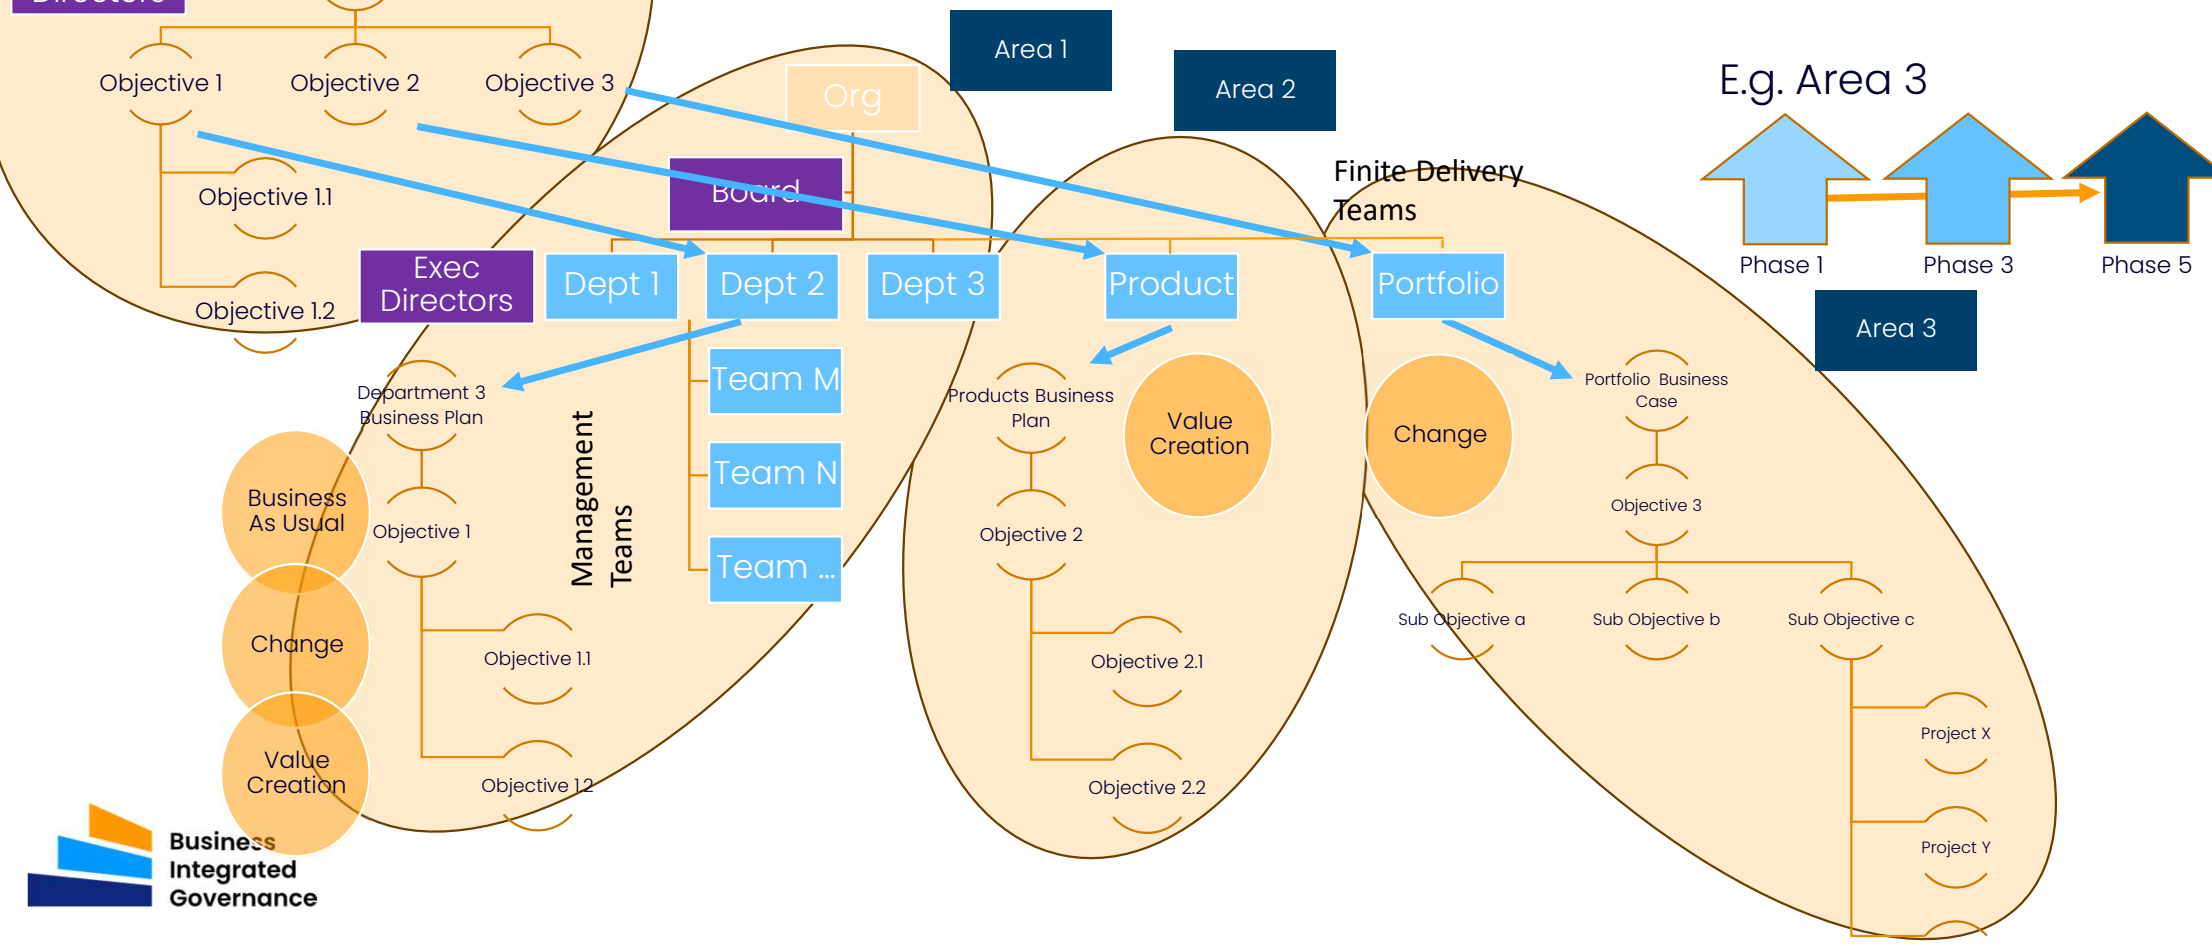 Directors
Objective 1
Objective 2
Objective 3
Objective 1.1
Objective 1.2
Area 1
Area 2
E.g. Area 3
Org
Board
Finite Delivery
Teams
Phase 1
Phase 3
Phase 5
Area 3
Exec
Directors
Dept 1
Dept 2
Dept 3
Product
Portfolio
Department 3
Business Plan
Team M
Team N
Team ...
Management
Teams
Products Business
Plan
Value
Creation
Change
Portfolio Business
Case
Business
As Usual
Change
Value
Creation
Objective 1
Objective 1.1
Objective 1.2
Objective 2
Objective 2.1
Objective 2.2
Objective 3
Sub Objective a
Sub Objective b
Sub Objective c
Project X
Project Y
Business
Integrated
Governance